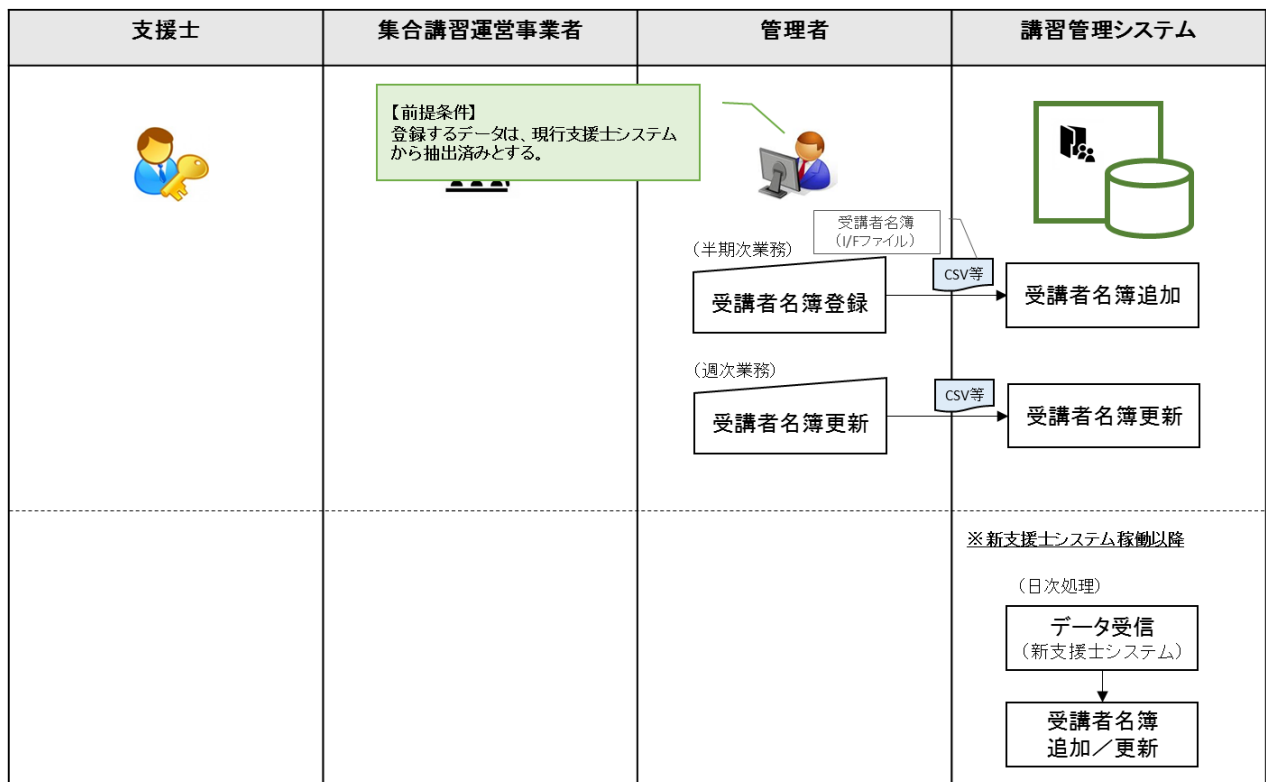 支援士
集合講習運営事業者
管理者
講習管理システム
【前提条件】
登録するデータは、現行支援士システム
から抽出済みとする。
受講者名簿
（I/Fファイル）
（半期次業務）
CSV等
受講者名簿登録
受講者名簿追加
（週次業務）
CSV等
受講者名簿更新
受講者名簿更新
※新支援士システム稼働以降
（日次処理）
データ受信
（新支援士システム）
受講者名簿
追加／更新